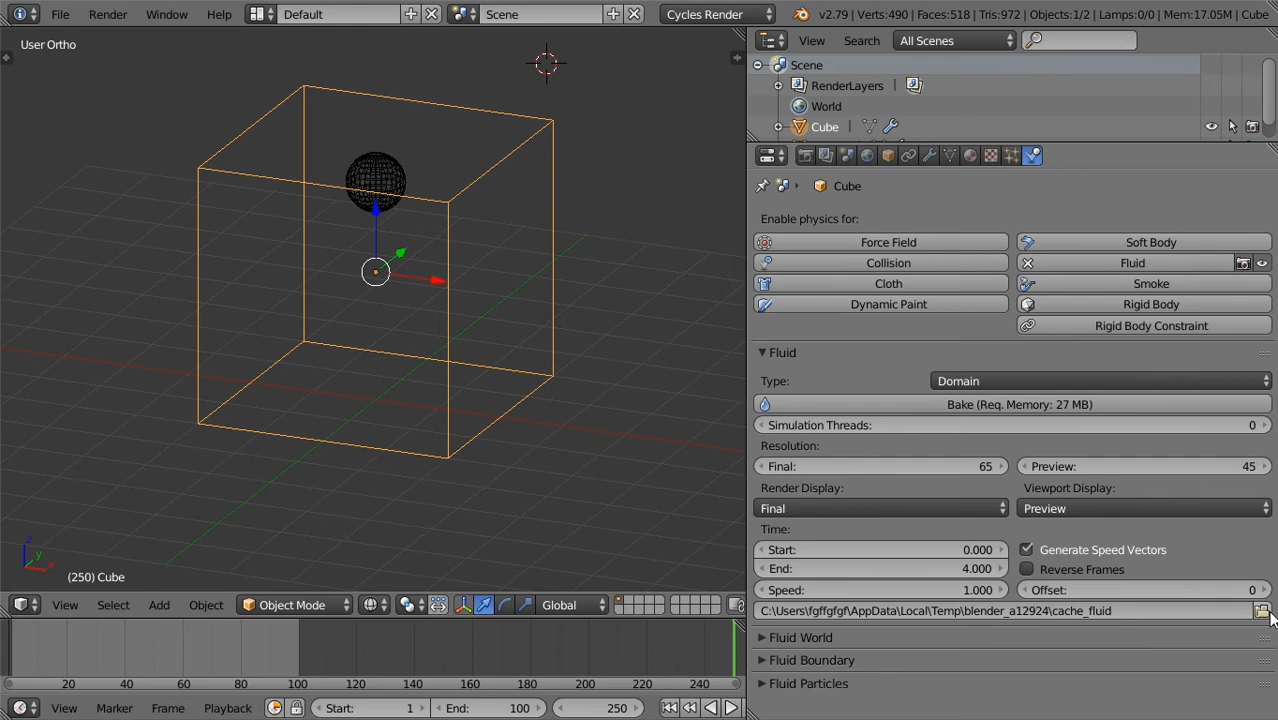 File Render Window Help Default Scene Cycles Render v2.79 | Verts:490 | Faces:518 | Tris:972 | Objects:1/2 | Lamps:0/0 | Mem:17.05M | Cube
User Ortho
View Search All Scenes
Scene
RenderLayers
World
Cube
Cube
Enable physics for:
Force Field Soft Body
Collision Fluid
Cloth Smoke
Dynamic Paint Rigid Body
Rigid Body Constraint
Fluid
Type: Domain
Bake (Req. Memory: 27 MB)
Simulation Threads: 0
Resolution:
Final: 65 Preview: 45
Render Display: Viewport Display:
Final Preview
Time:
Start: 0.000 Generate Speed Vectors
End: 4.000 Reverse Frames
Speed: 1.000 Offset: 0
C:\Users\fgffgfgf\AppData\Local\Temp\blender_a12924\cache_fluid
Fluid World
Fluid Boundary
Fluid Particles
z
y
x
(250) Cube
View Select Add Object Object Mode Global
20 40 60 80 100 120 140 160 180 200 220 240
View Marker Frame Playback Start: 1 End: 100 250